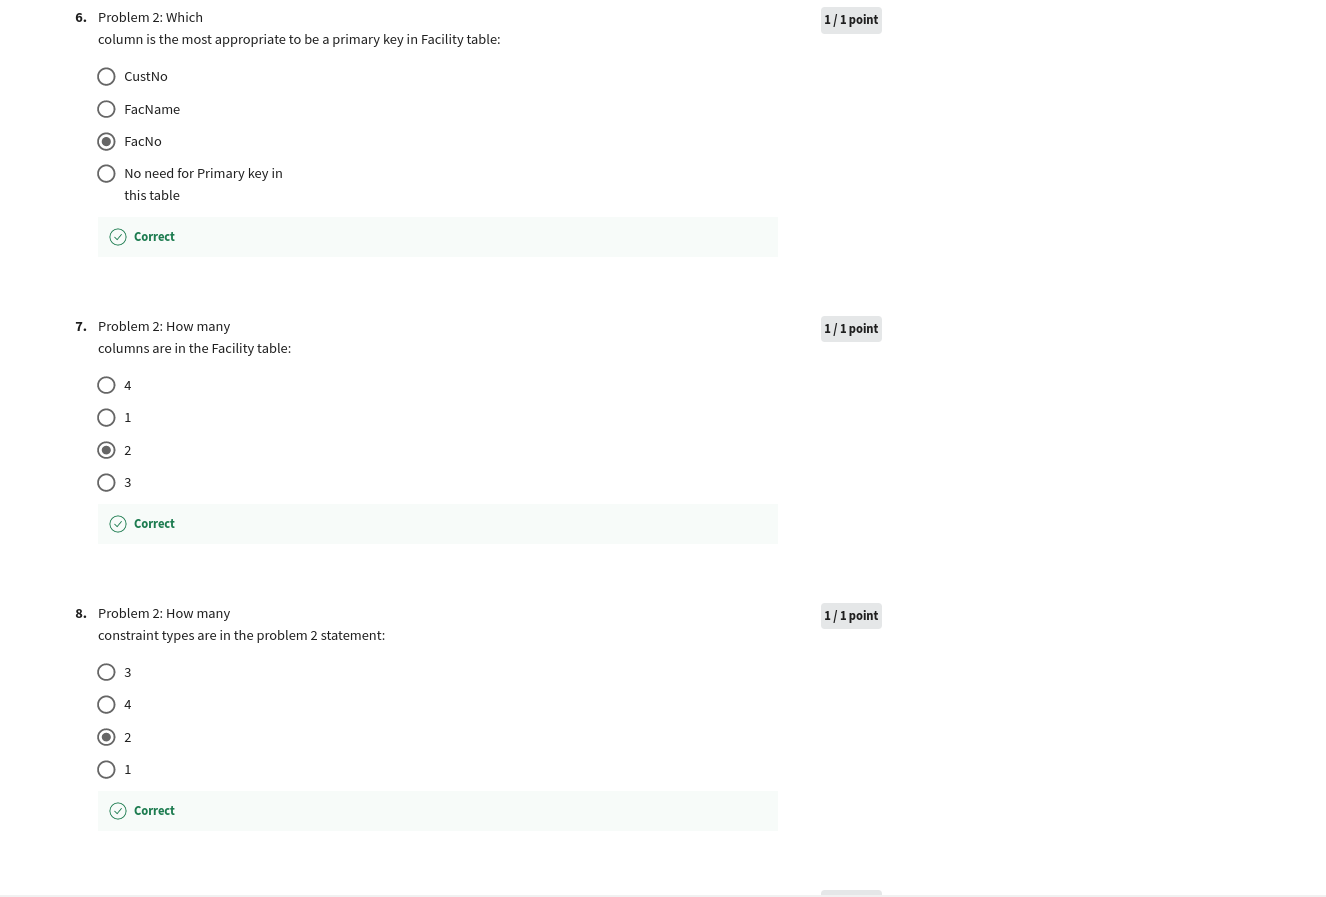 6. Problem 2: Which
column is the most appropriate to be a primary key in Facility table:
1 / 1 point
CustNo
FacName
FacNo
No need for Primary key in
this table
Correct
7. Problem 2: How many
columns are in the Facility table:
1 / 1 point
4
1
2
3
Correct
8. Problem 2: How many
constraint types are in the problem 2 statement:
1 / 1 point
3
4
2
1
Correct